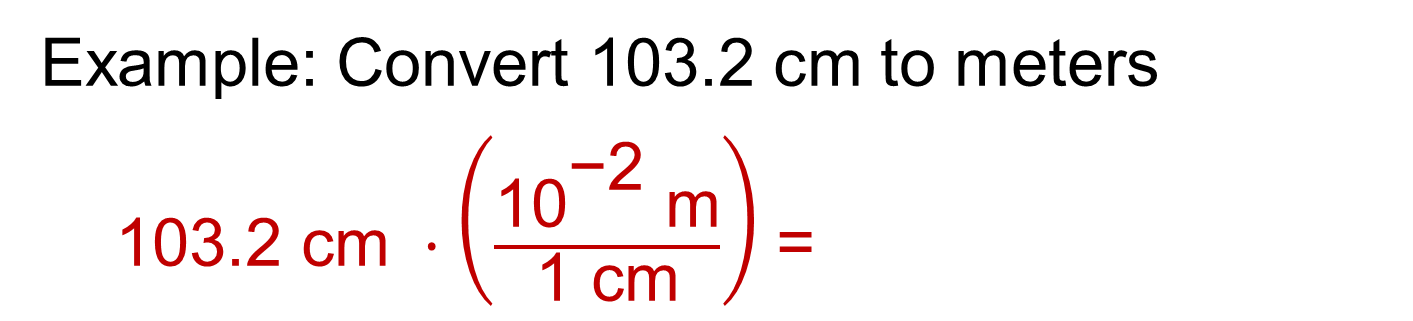 Example: Convert 103.2 cm to meters
103.2 cm · (10⁻² m / 1 cm) =